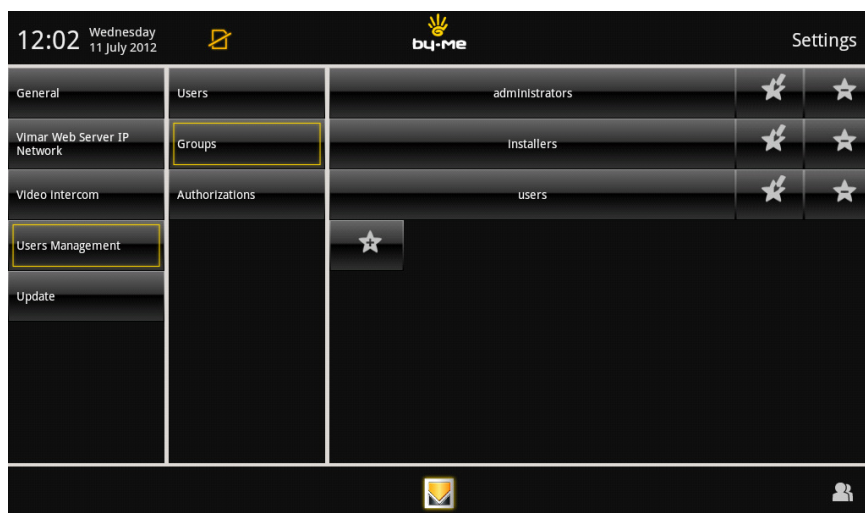 12:02 Wednesday
11 July 2012
by-me
Settings
General
Users
administrators
Vimar Web Server IP
Network
Groups
Installers
Video Intercom
Authorizations
users
Users Management
Update